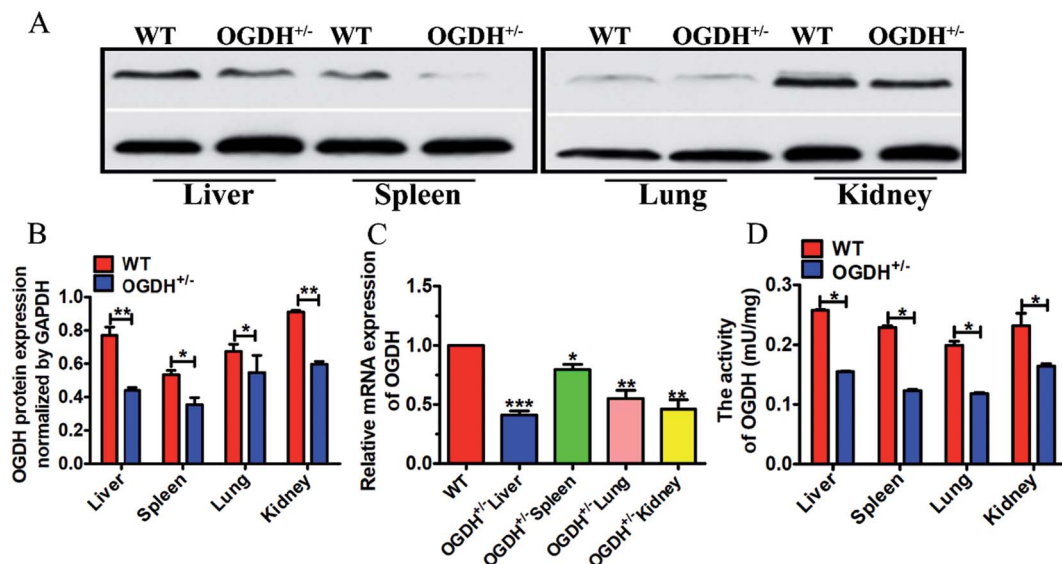 A
WT OGDH+/- WT OGDH+/- WT OGDH+/- WT OGDH+/-
Liver Spleen Lung Kidney
B
WT
OGDH+/-
OGDH protein expression
normalized by GAPDH
1.0
0.8
0.6
0.4
0.2
0.0
** * * **
Liver Spleen Lung Kidney
C
Relative mRNA expression
of OGDH
1.5
1.0
0.5
0.0
*** * ** **
WT OGDH+/-Liver OGDH+/-Spleen OGDH+/-Lung OGDH+/-Kidney
D
WT
OGDH+/-
The activity
of OGDH (mU/mg)
0.3
0.2
0.1
0.0
* * * *
Liver Spleen Lung Kidney